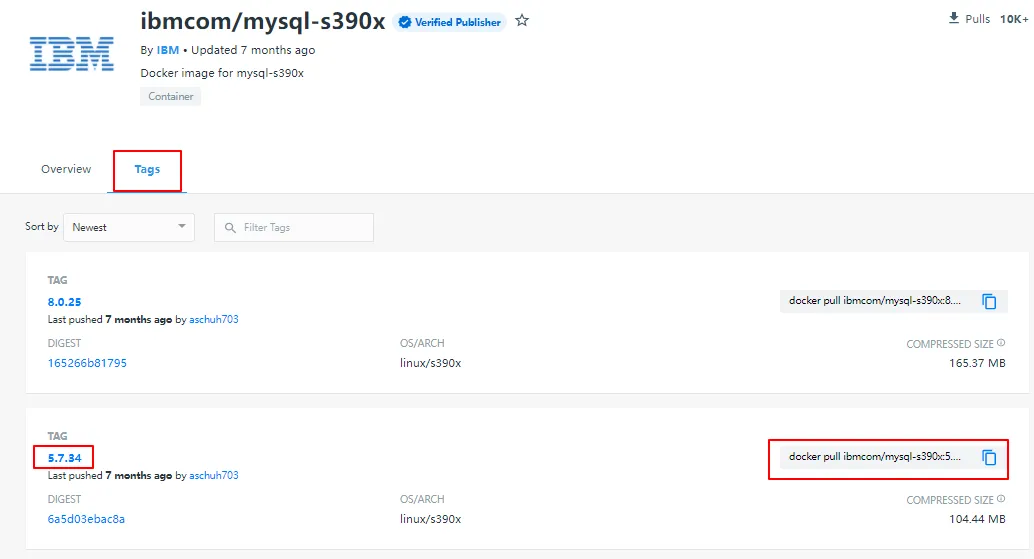 ibmcom/mysql-s390x Verified Publisher
Pulls 10K+
IBM
By IBM • Updated 7 months ago
Docker image for mysql-s390x
Container
Overview Tags
Sort by Newest Filter Tags
TAG
8.0.25
docker pull ibmcom/mysql-s390x:8....
Last pushed 7 months ago by aschuh703
DIGEST OS/ARCH COMPRESSED SIZE
165266b81795 linux/s390x 165.37 MB
TAG
5.7.34
docker pull ibmcom/mysql-s390x:5....
Last pushed 7 months ago by aschuh703
DIGEST OS/ARCH COMPRESSED SIZE
6a5d03ebac8a linux/s390x 104.44 MB